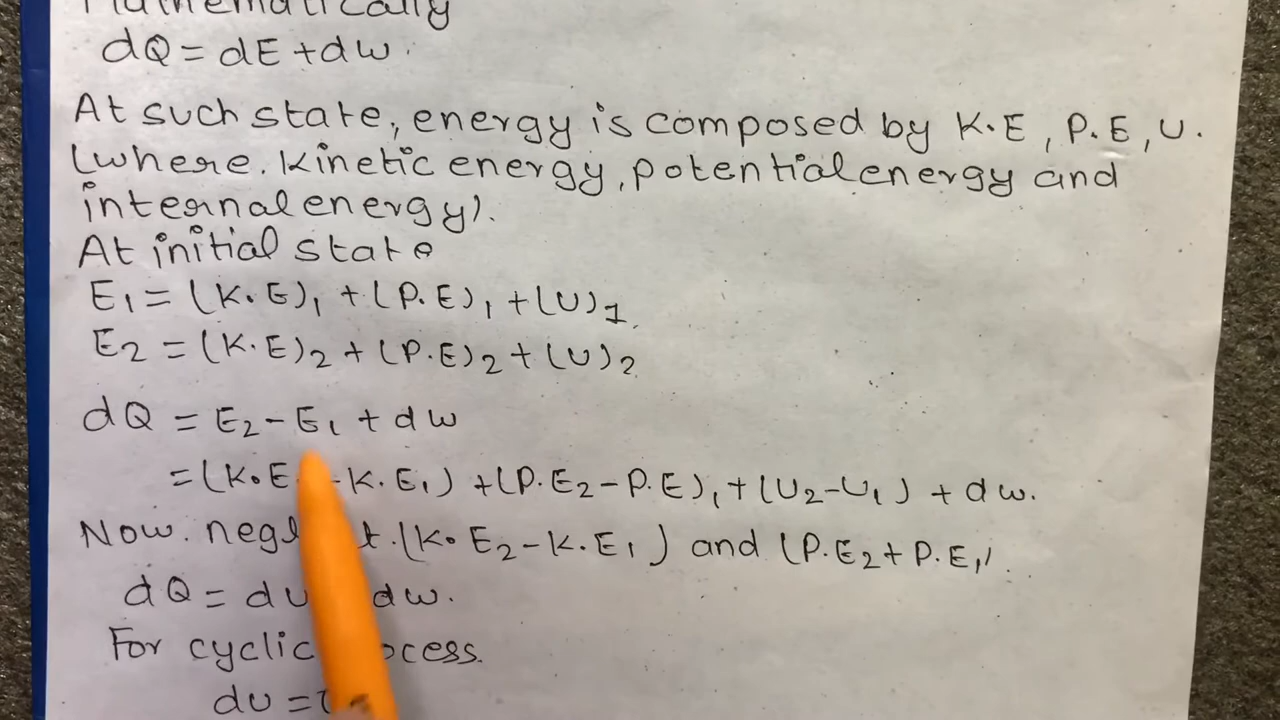 Mathematically
dQ = dE + dw.
At such state, energy is composed by K.E, P.E, U.
(where. Kinetic energy, potential energy and
internal energy).
At initial state
E1 = (K.E)1 + (P.E)1 + (U)1
E2 = (K.E)2 + (P.E)2 + (U)2
dQ = E2 - E1 + dw
= (K.E - K.E1) + (P.E2 - P.E)1 + (U2 - U1) + dw.
Now. (K.E2 - K.E1) and (P.E2 + P.E1)
dQ = du dw.
For cyclic
du =